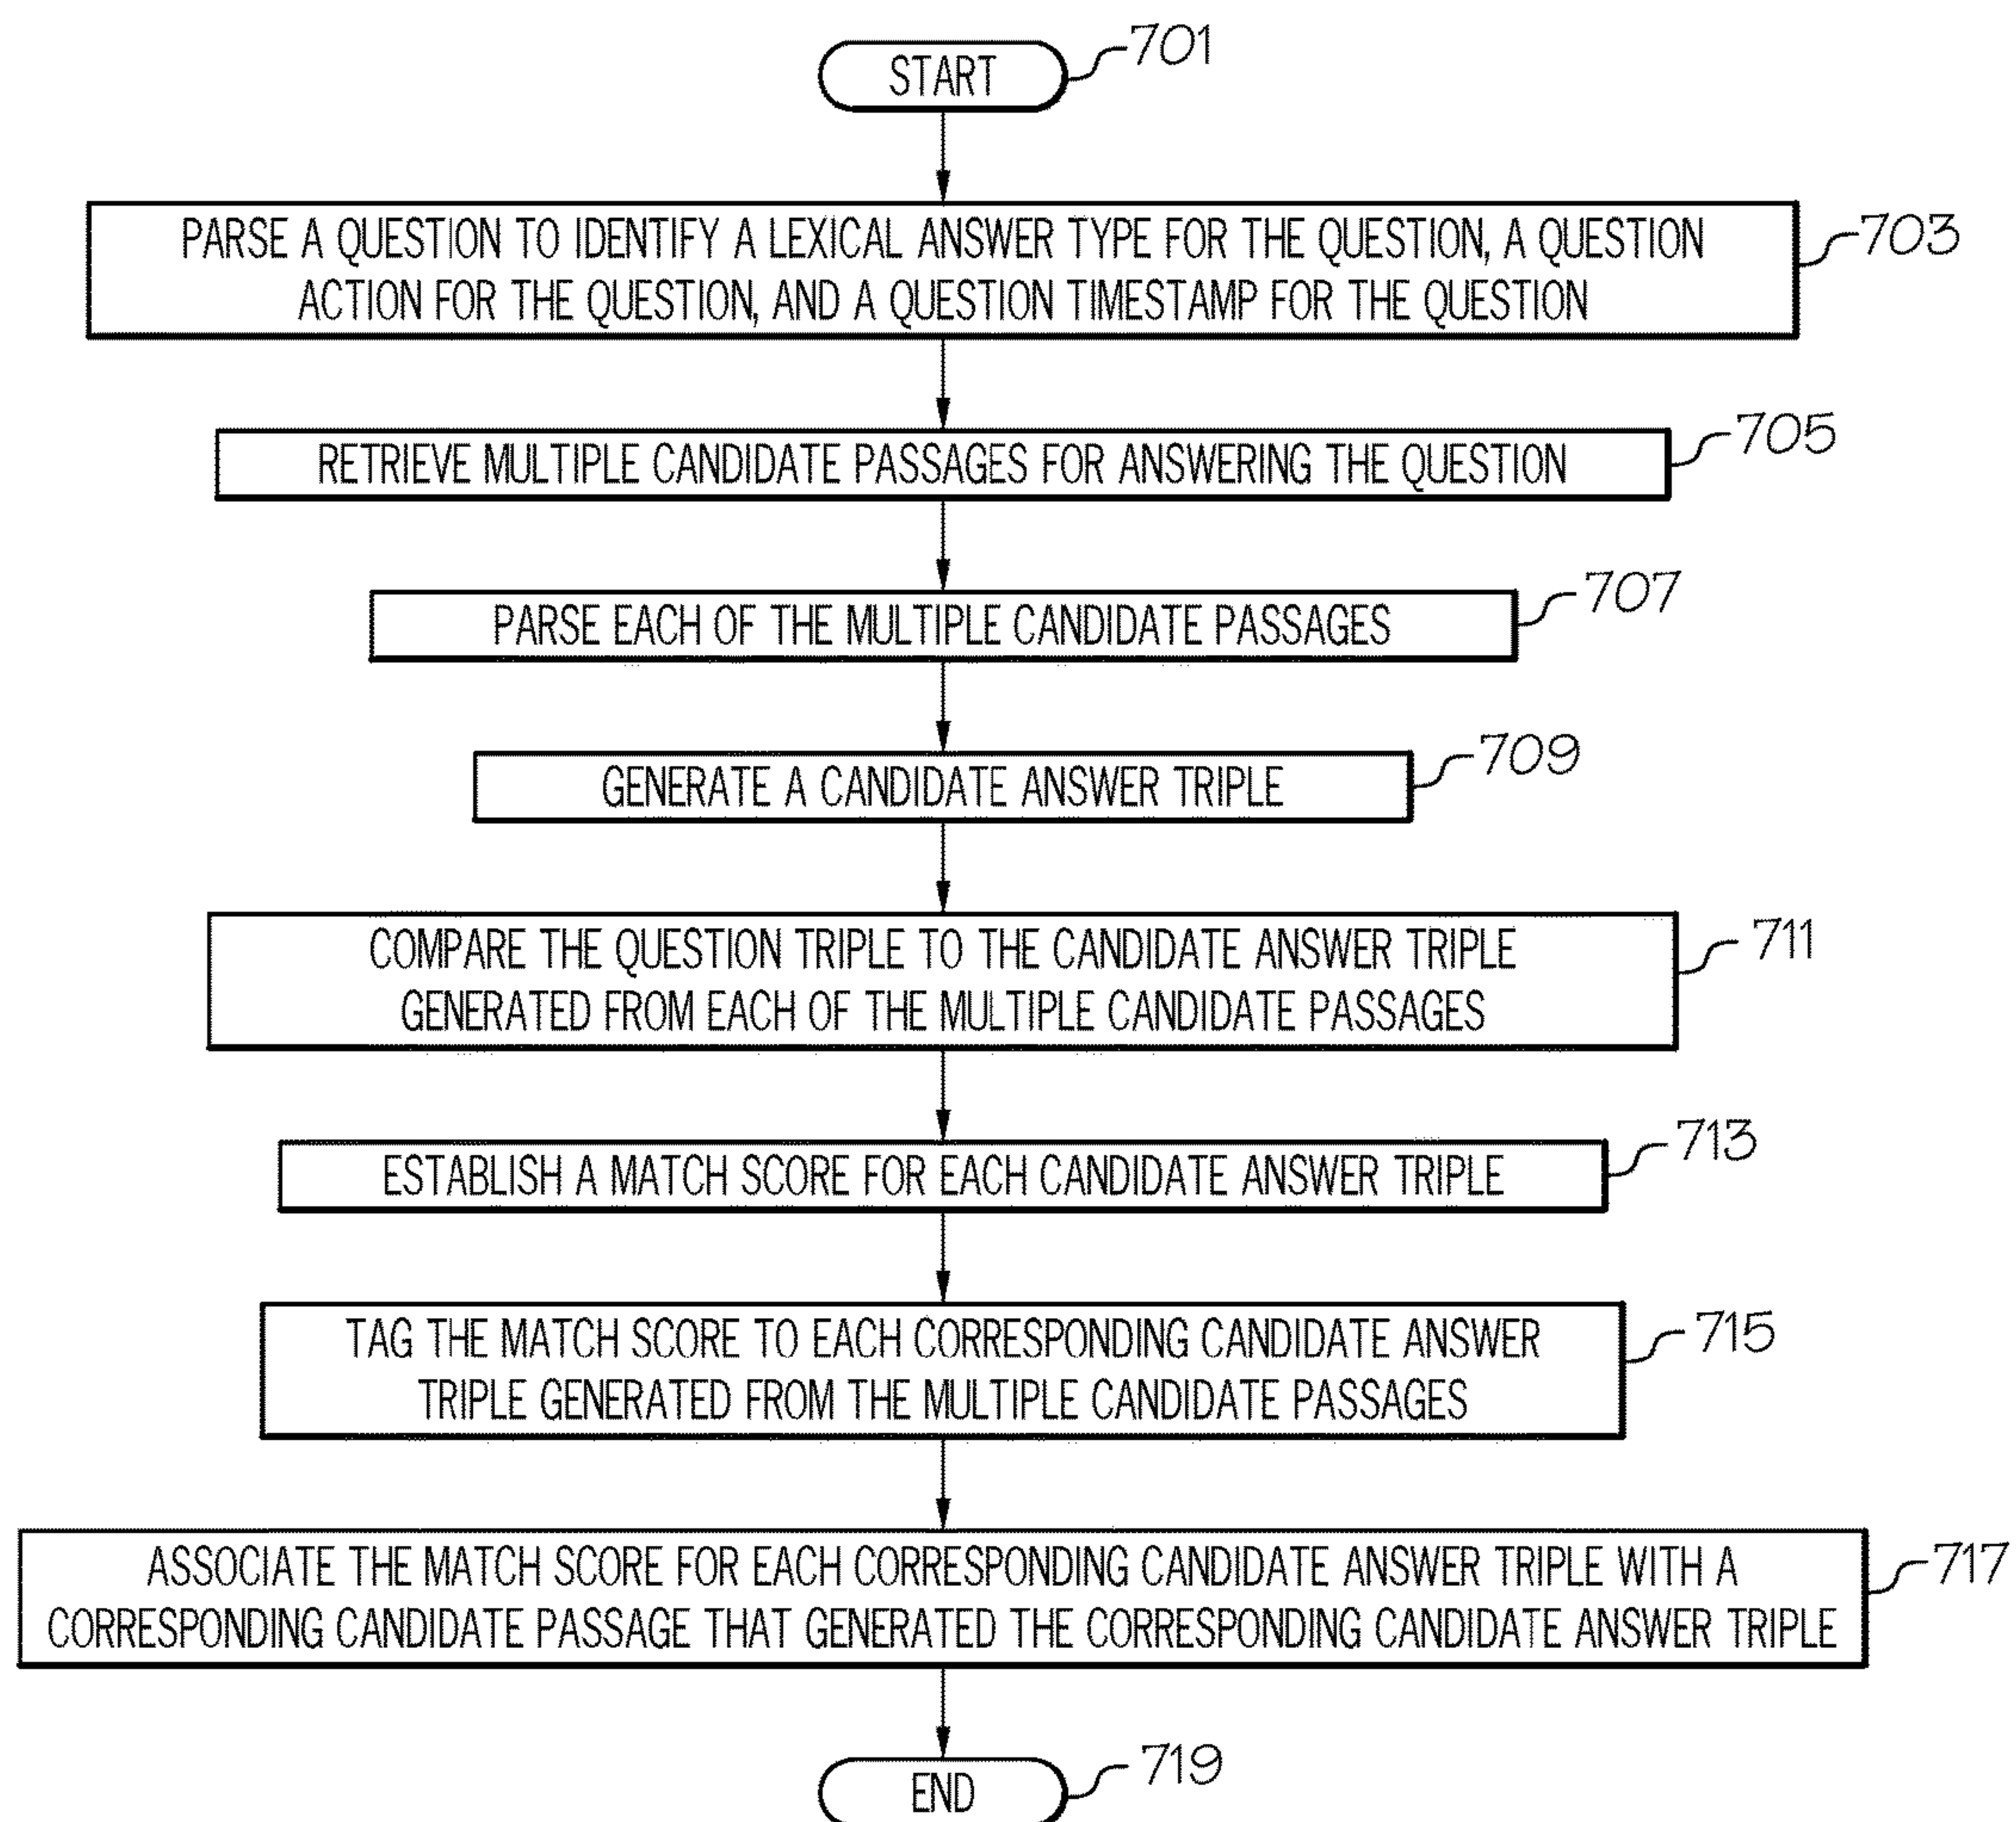 START
701
PARSE A QUESTION TO IDENTIFY A LEXICAL ANSWER TYPE FOR THE QUESTION, A QUESTION
ACTION FOR THE QUESTION, AND A QUESTION TIMESTAMP FOR THE QUESTION
703
RETRIEVE MULTIPLE CANDIDATE PASSAGES FOR ANSWERING THE QUESTION
705
PARSE EACH OF THE MULTIPLE CANDIDATE PASSAGES
707
GENERATE A CANDIDATE ANSWER TRIPLE
709
COMPARE THE QUESTION TRIPLE TO THE CANDIDATE ANSWER TRIPLE
GENERATED FROM EACH OF THE MULTIPLE CANDIDATE PASSAGES
711
ESTABLISH A MATCH SCORE FOR EACH CANDIDATE ANSWER TRIPLE
713
TAG THE MATCH SCORE TO EACH CORRESPONDING CANDIDATE ANSWER
TRIPLE GENERATED FROM THE MULTIPLE CANDIDATE PASSAGES
715
ASSOCIATE THE MATCH SCORE FOR EACH CORRESPONDING CANDIDATE ANSWER TRIPLE WITH A
CORRESPONDING CANDIDATE PASSAGE THAT GENERATED THE CORRESPONDING CANDIDATE ANSWER TRIPLE
717
END
719